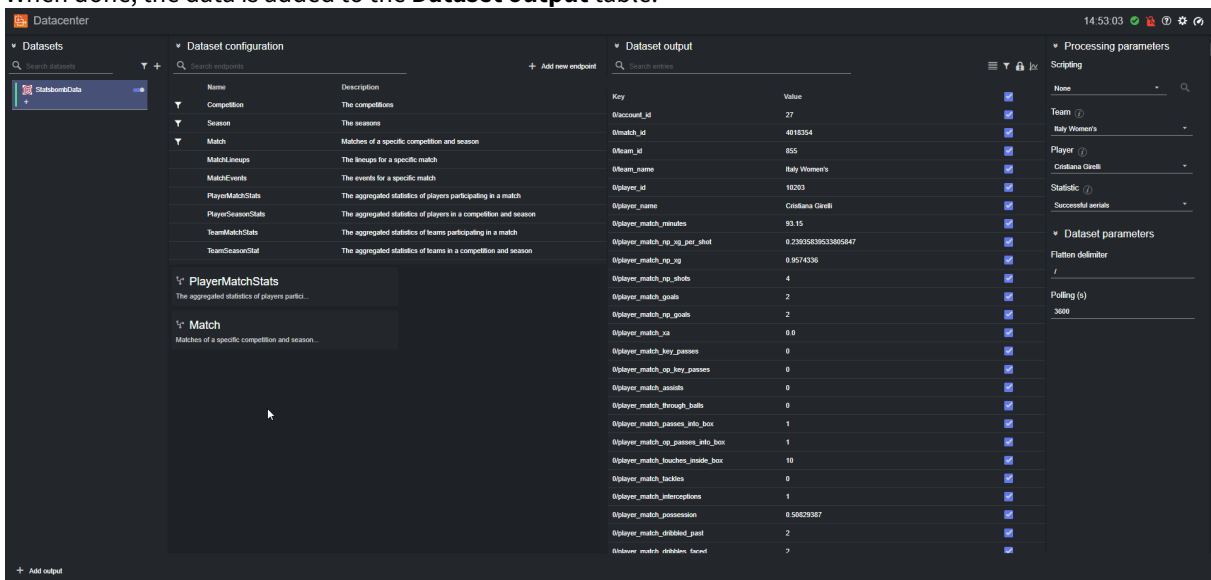 When done, the data is added to the Dataset output table.
Datacenter
14:53:03
Datasets
Search datasets
StatsbombData
+
Dataset configuration
Search endpoints
+ Add new endpoint
Name Description
Competition The competitions
Season The seasons
Match Matches of a specific competition and season
MatchLineups The lineups for a specific match
MatchEvents The events for a specific match
PlayerMatchStats The aggregated statistics of players participating in a match
PlayerSeasonStats The aggregated statistics of players in a competition and season
TeamMatchStats The aggregated statistics of teams participating in a match
TeamSeasonStat The aggregated statistics of teams in a competition and season
PlayerMatchStats
The aggregated statistics of players partici...
Match
Matches of a specific competition and season...
Dataset output
Search entries
Key Value
0/account_id 27
0/match_id 4018354
0/team_id 855
0/team_name Italy Women's
0/player_id 10203
0/player_name Cristiana Girelli
0/player_match_minutes 93.15
0/player_match_np_xg_per_shot 0.23935839533805847
0/player_match_np_xg 0.9574336
0/player_match_np_shots 4
0/player_match_goals 2
0/player_match_np_goals 2
0/player_match_xa 0.0
0/player_match_key_passes 0
0/player_match_op_key_passes 0
0/player_match_assists 0
0/player_match_through_balls 0
0/player_match_passes_into_box 1
0/player_match_op_passes_into_box 1
0/player_match_touches_inside_box 10
0/player_match_tackles 0
0/player_match_interceptions 1
0/player_match_possession 0.50829387
0/player_match_dribbled_past 2
0/player_match_dribbles_faced 2
Processing parameters
Scripting
None
Team
Italy Women's
Player
Cristiana Girelli
Statistic
Successful aerials
Dataset parameters
Flatten delimiter
/
Polling (s)
3600
+ Add output